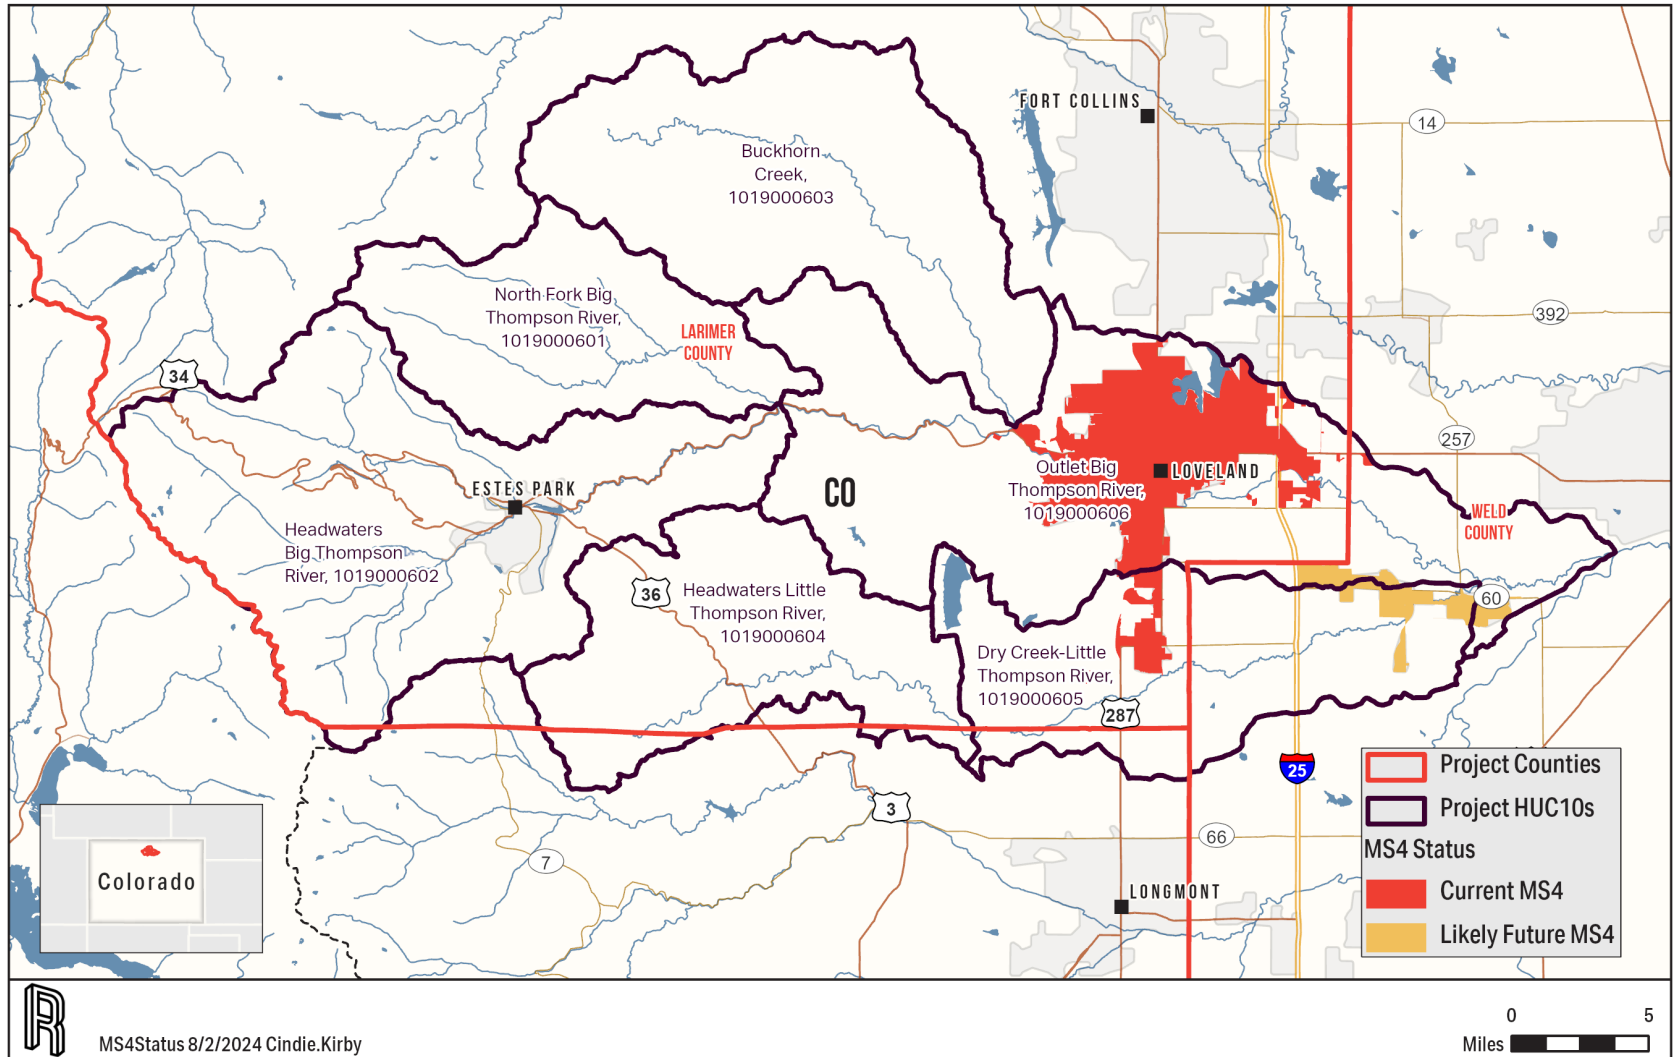 FORT COLLINS
14
Buckhorn
Creek,
1019000603
North Fork Big
Thompson River,
1019000601
LARIMER
COUNTY
392
34
257
Outlet Big
Thompson River,
1019000606
LOVELAND
ESTES PARK
CO
WELD
COUNTY
Headwaters
Big Thompson
River, 1019000602
36
Headwaters Little
Thompson River,
1019000604
60
Dry Creek-Little
Thompson River,
1019000605
287
25
3
66
7
LONGMONT
Colorado
Project Counties
Project HUC10s
MS4 Status
Current MS4
Likely Future MS4
R
MS4Status 8/2/2024 Cindie.Kirby
0 5
Miles